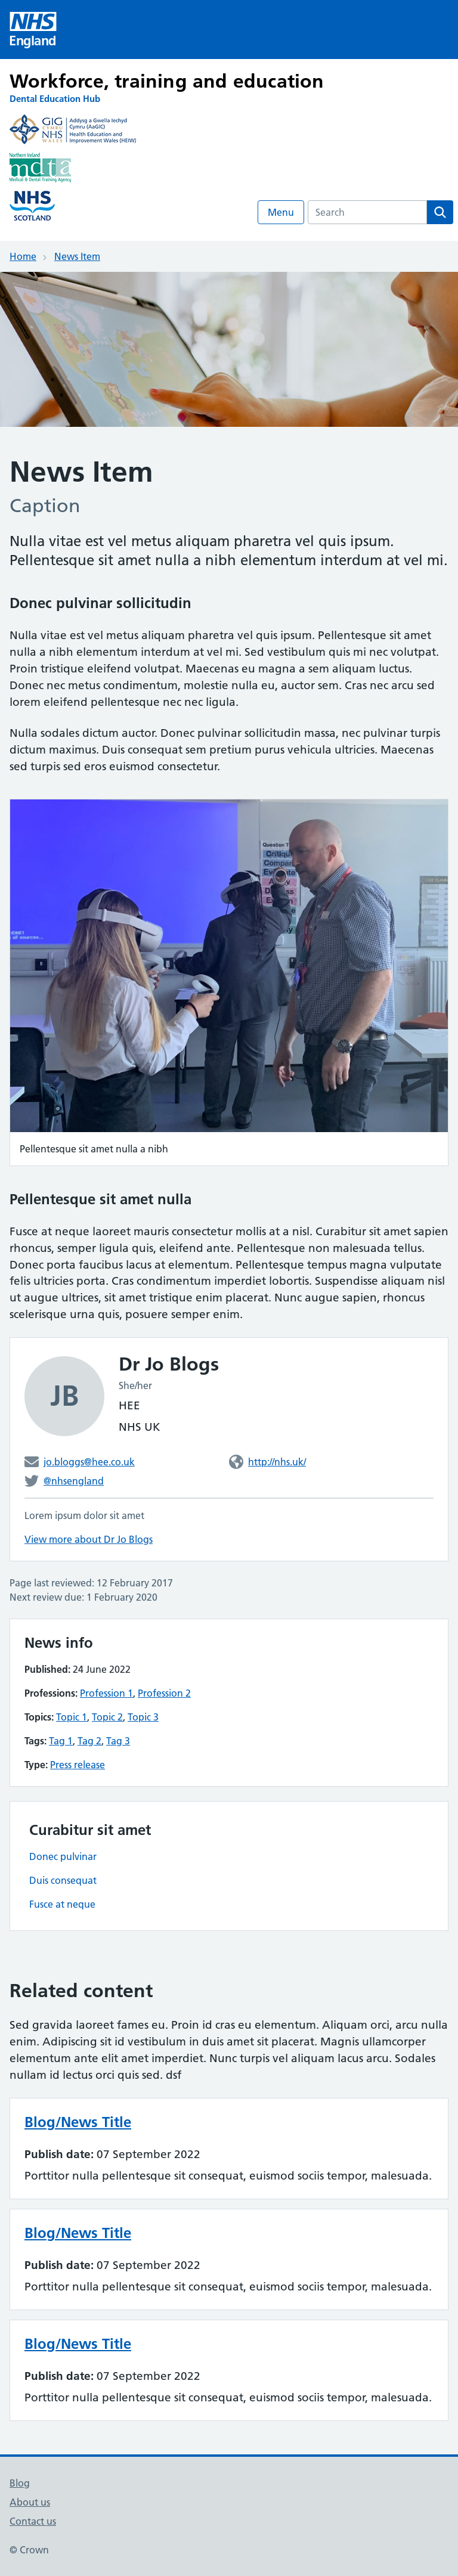 NHS
England
Workforce, training and education
Dental Education Hub
GIG
CYMRU
NHS
WALES
Addysg a Gwella Iechyd
Cymru (AaGIC)
Health Education and
Improvement Wales (HEIW)
Northern Ireland
mdta
Medical & Dental Training Agency
NHS
SCOTLAND
Menu
Search
Home
News Item
News Item
Caption
Nulla vitae est vel metus aliquam pharetra vel quis ipsum.
Pellentesque sit amet nulla a nibh elementum interdum at vel mi.
Donec pulvinar sollicitudin
Nulla vitae est vel metus aliquam pharetra vel quis ipsum. Pellentesque sit amet
nulla a nibh elementum interdum at vel mi. Sed vestibulum quis mi nec volutpat.
Proin tristique eleifend volutpat. Maecenas eu magna a sem aliquam luctus.
Donec nec metus condimentum, molestie nulla eu, auctor sem. Cras nec arcu sed
lorem eleifend pellentesque nec nec ligula.
Nulla sodales dictum auctor. Donec pulvinar sollicitudin massa, nec pulvinar turpis
dictum maximus. Duis consequat sem pretium purus vehicula ultricies. Maecenas
sed turpis sed eros euismod consectetur.
Question 7
Critical
Compare
Pellentesque sit amet nulla a nibh
Pellentesque sit amet nulla
Fusce at neque laoreet mauris consectetur mollis at a nisl. Curabitur sit amet sapien
rhoncus, semper ligula quis, eleifend ante. Pellentesque non malesuada tellus.
Donec porta faucibus lacus at elementum. Pellentesque tempus magna vulputate
felis ultricies porta. Cras condimentum imperdiet lobortis. Suspendisse aliquam nisl
ut augue ultrices, sit amet tristique enim placerat. Nunc augue sapien, rhoncus
scelerisque urna quis, posuere semper enim.
JB
Dr Jo Blogs
She/her
HEE
NHS UK
jo.bloggs@hee.co.uk
http://nhs.uk/
@nhsengland
Lorem ipsum dolor sit amet
View more about Dr Jo Blogs
Page last reviewed: 12 February 2017
Next review due: 1 February 2020
News info
Published: 24 June 2022
Professions: Profession 1, Profession 2
Topics: Topic 1, Topic 2, Topic 3
Tags: Tag 1, Tag 2, Tag 3
Type: Press release
Curabitur sit amet
Donec pulvinar
Duis consequat
Fusce at neque
Related content
Sed gravida laoreet fames eu. Proin id cras eu elementum. Aliquam orci, arcu nulla
enim. Adipiscing sit id vestibulum in duis amet sit placerat. Magnis ullamcorper
elementum ante elit amet imperdiet. Nunc turpis vel aliquam lacus arcu. Sodales
nullam id lectus orci quis sed. dsf
Blog/News Title
Publish date: 07 September 2022
Porttitor nulla pellentesque sit consequat, euismod sociis tempor, malesuada.
Blog/News Title
Publish date: 07 September 2022
Porttitor nulla pellentesque sit consequat, euismod sociis tempor, malesuada.
Blog/News Title
Publish date: 07 September 2022
Porttitor nulla pellentesque sit consequat, euismod sociis tempor, malesuada.
Blog
About us
Contact us
© Crown